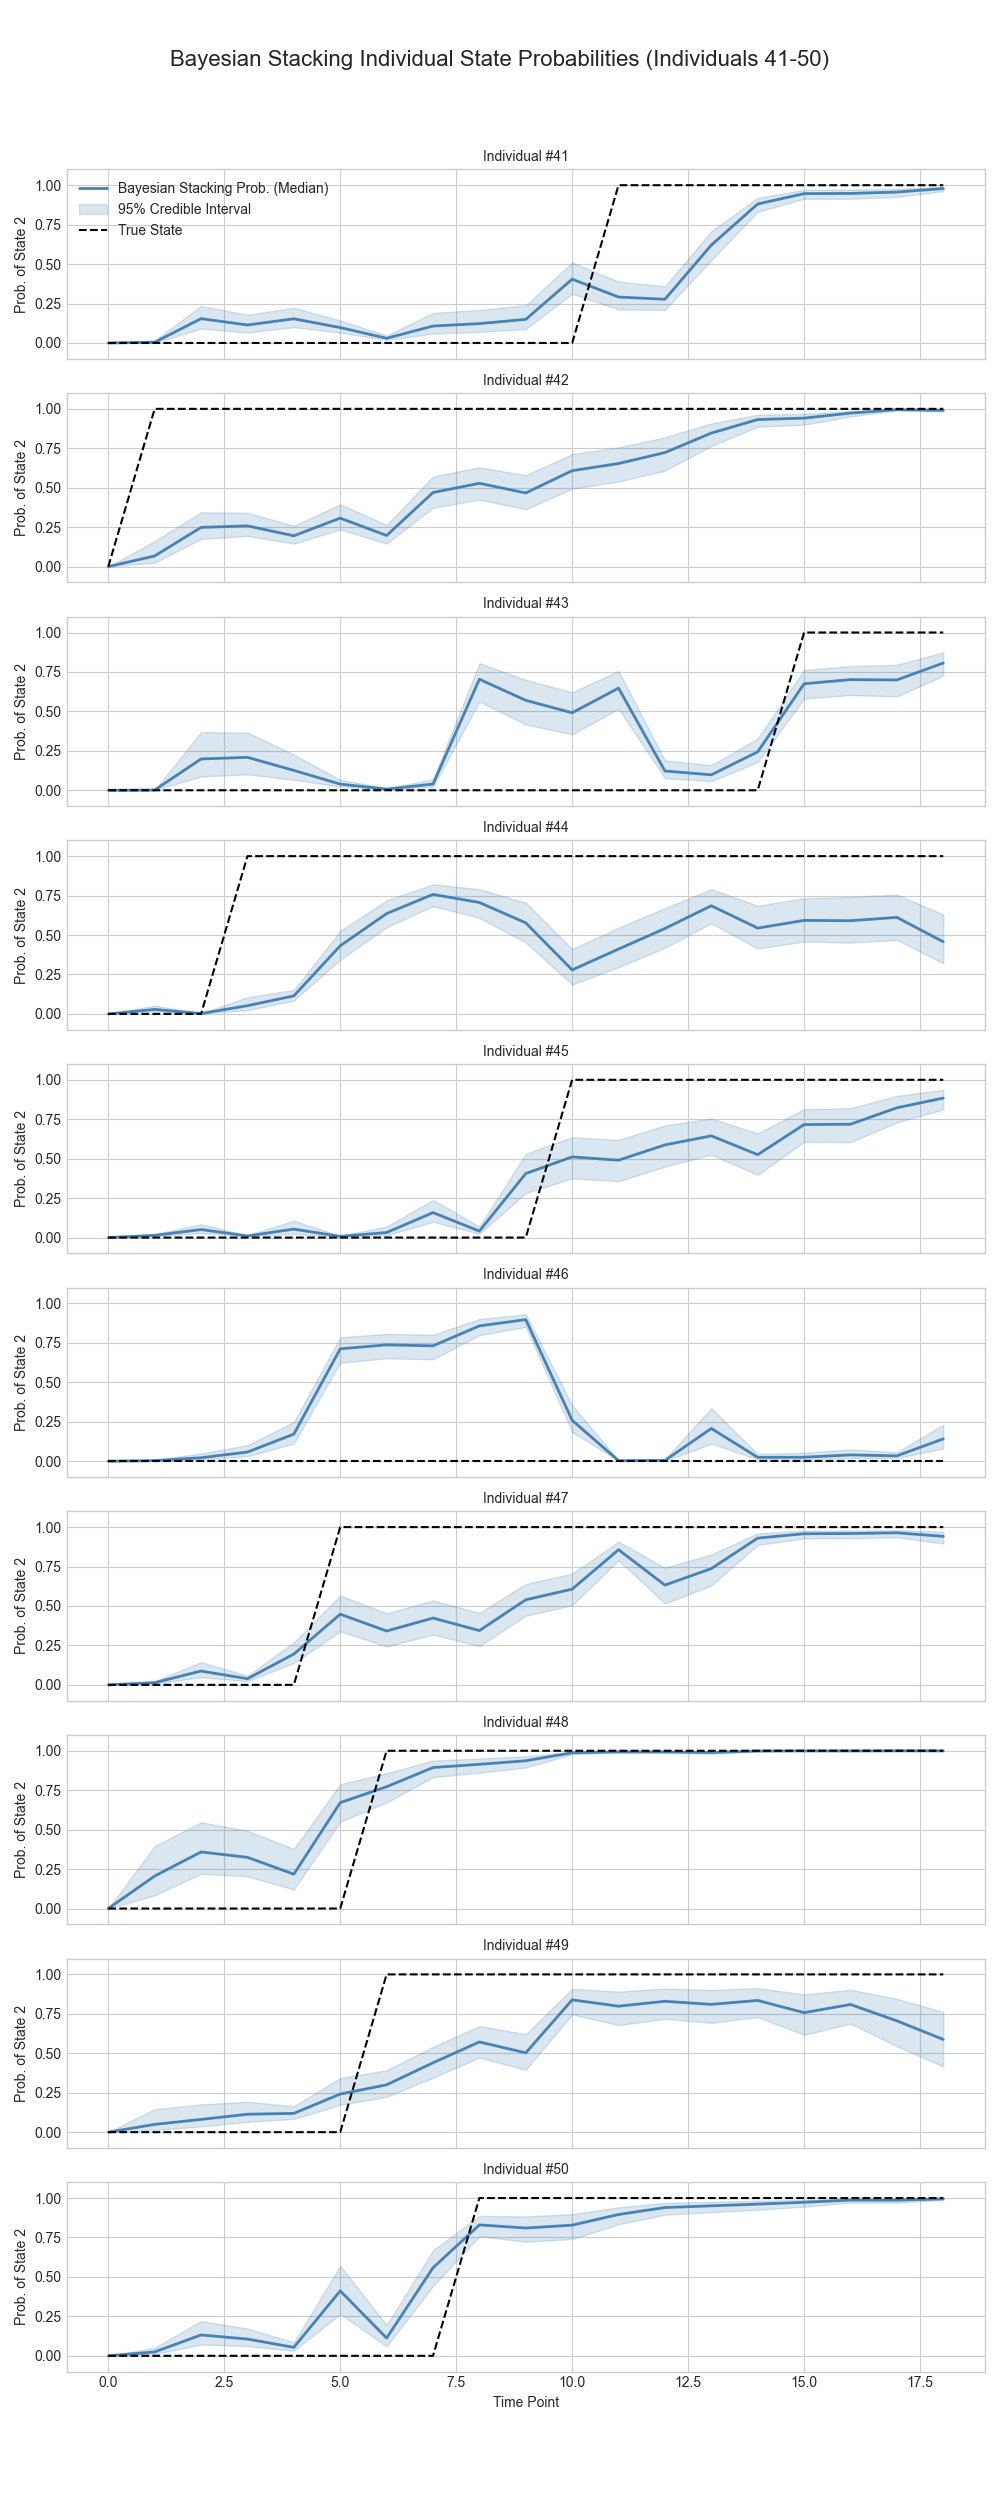 Bayesian Stacking Individual State Probabilities (Individuals 41-50)
Individual #41
Bayesian Stacking Prob. (Median)
95% Credible Interval
True State
1.00
0.75
0.50
0.25
0.00
Prob. of State 2
Individual #42
1.00
0.75
0.50
0.25
0.00
Prob. of State 2
Individual #43
1.00
0.75
0.50
0.25
0.00
Prob. of State 2
Individual #44
1.00
0.75
0.50
0.25
0.00
Prob. of State 2
Individual #45
1.00
0.75
0.50
0.25
0.00
Prob. of State 2
Individual #46
1.00
0.75
0.50
0.25
0.00
Prob. of State 2
Individual #47
1.00
0.75
0.50
0.25
0.00
Prob. of State 2
Individual #48
1.00
0.75
0.50
0.25
0.00
Prob. of State 2
Individual #49
1.00
0.75
0.50
0.25
0.00
Prob. of State 2
Individual #50
1.00
0.75
0.50
0.25
0.00
Prob. of State 2
0.0 2.5 5.0 7.5 10.0 12.5 15.0 17.5
Time Point